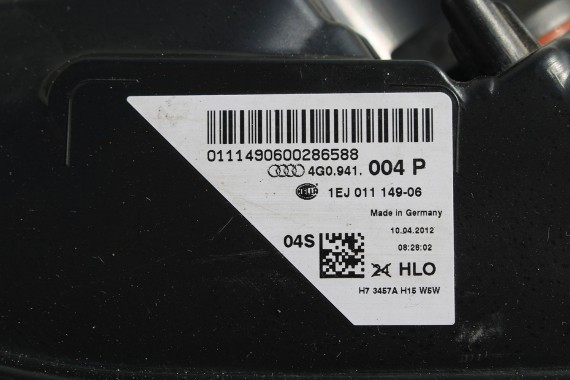 0111490600286588
4G0.941. 004 P
HELLA 1EJ 011 149-06
Made in Germany
10.04.2012
04S
08:28:02
24 HLO
H7 3457A H15 W5W